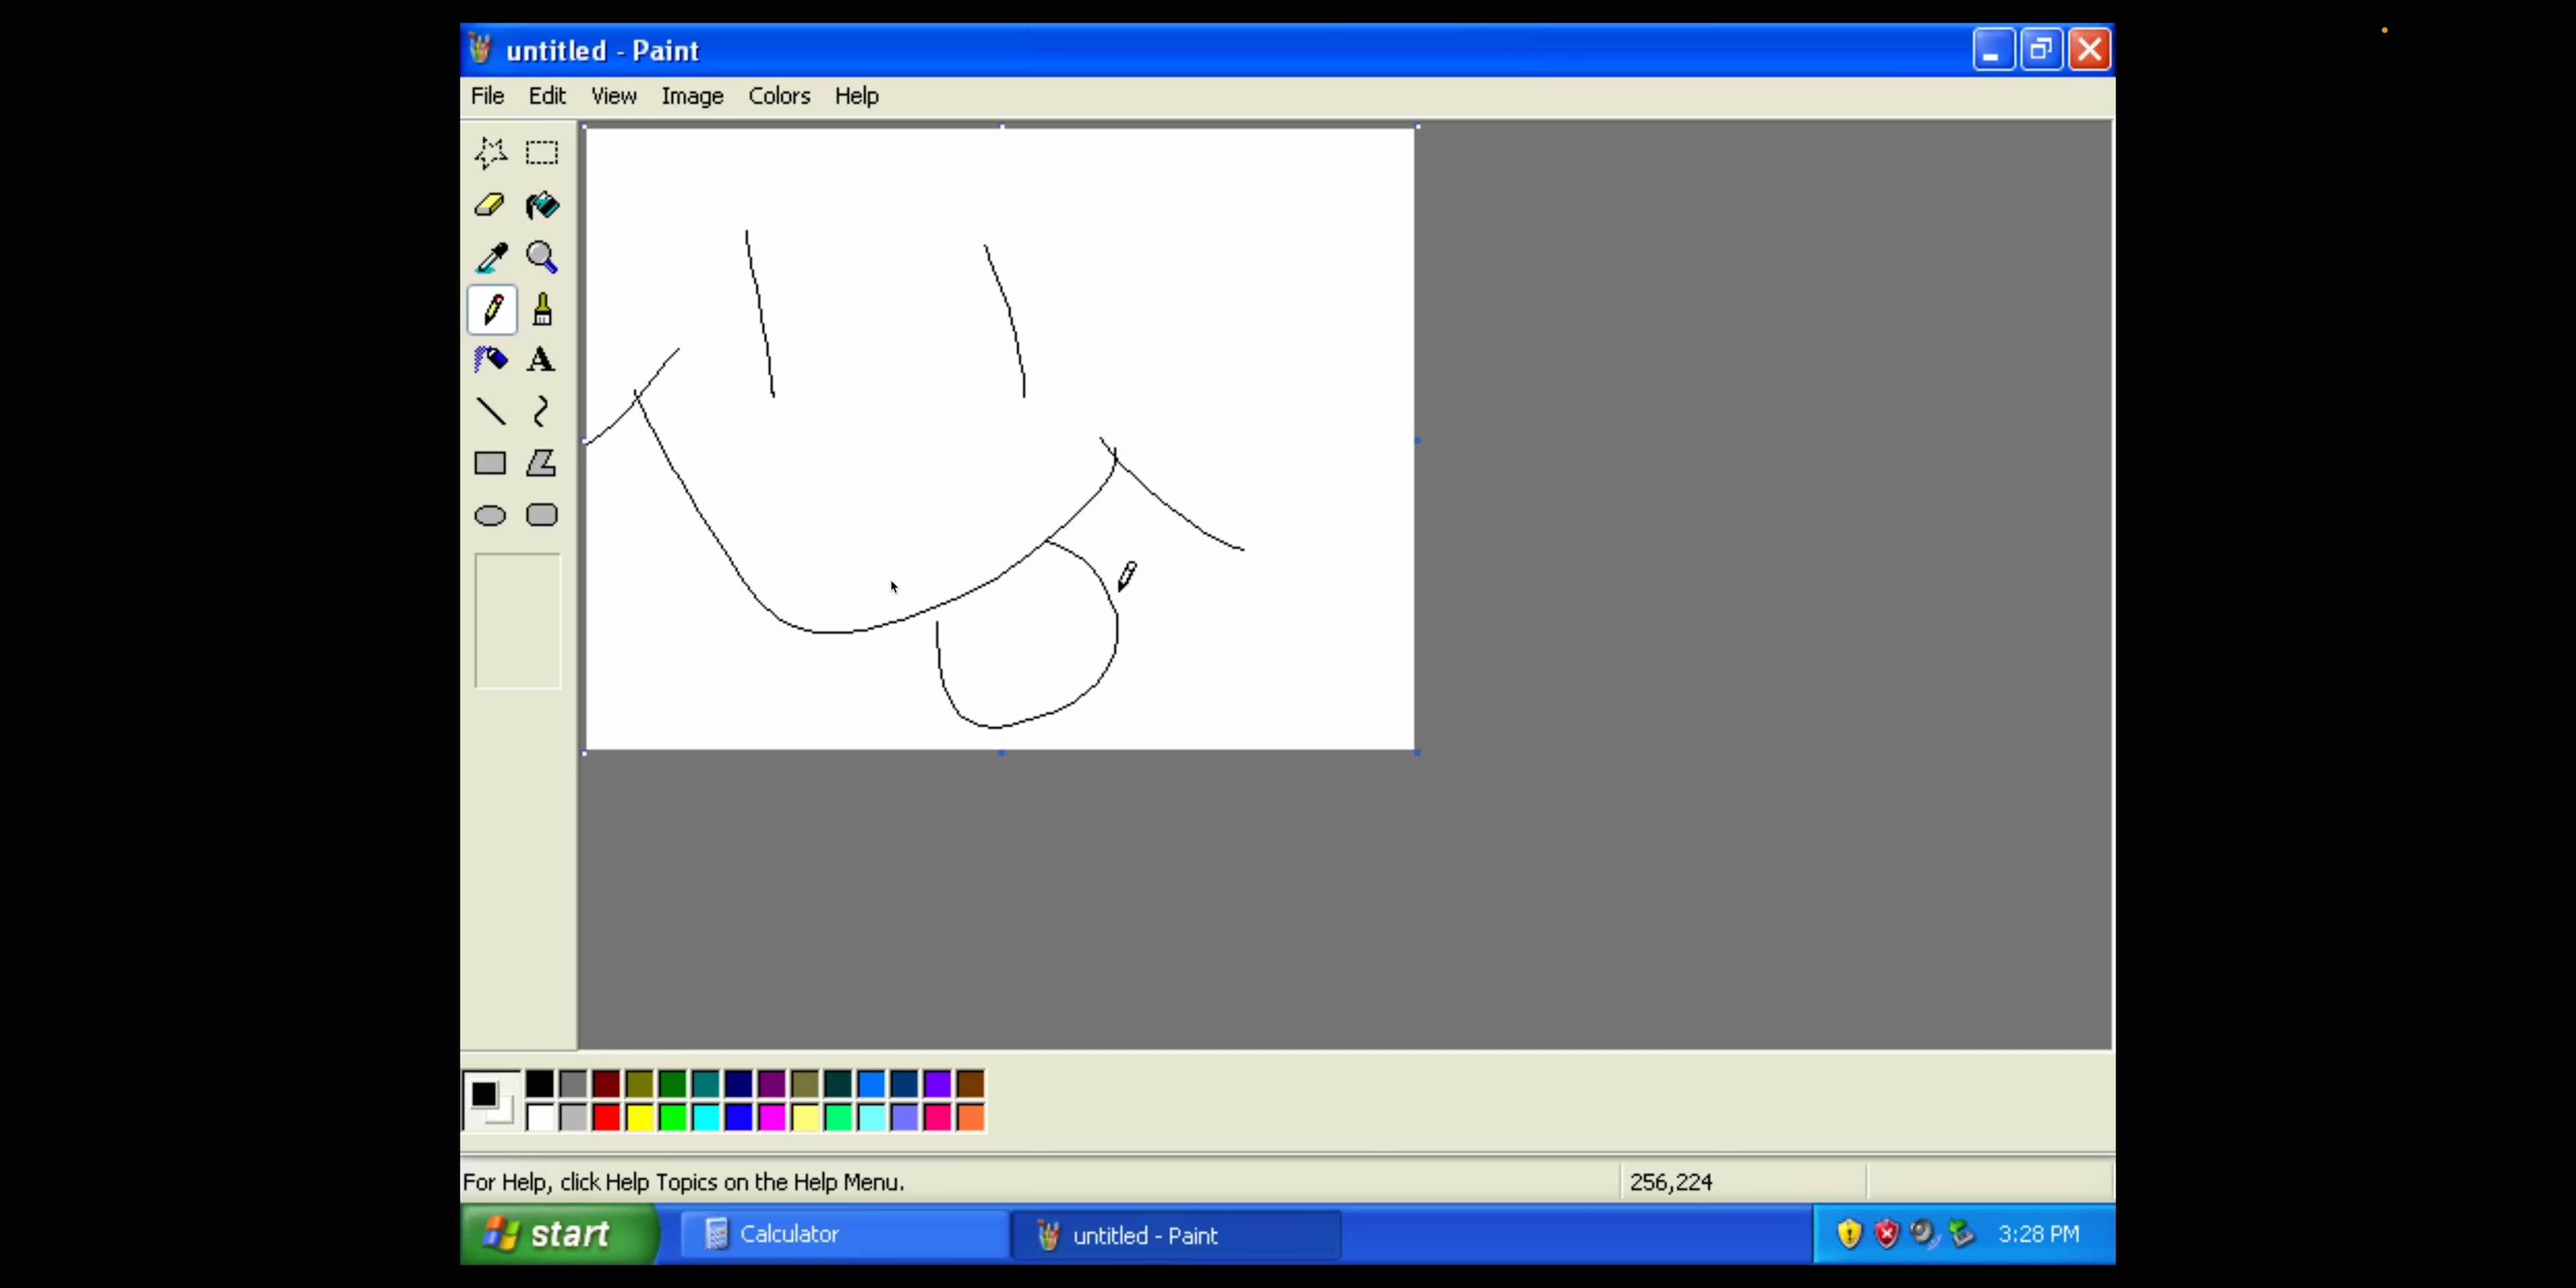 untitled - Paint
File Edit View Image Colors Help
A
For Help, click Help Topics on the Help Menu.
256,224
start
Calculator
untitled - Paint
3:28 PM